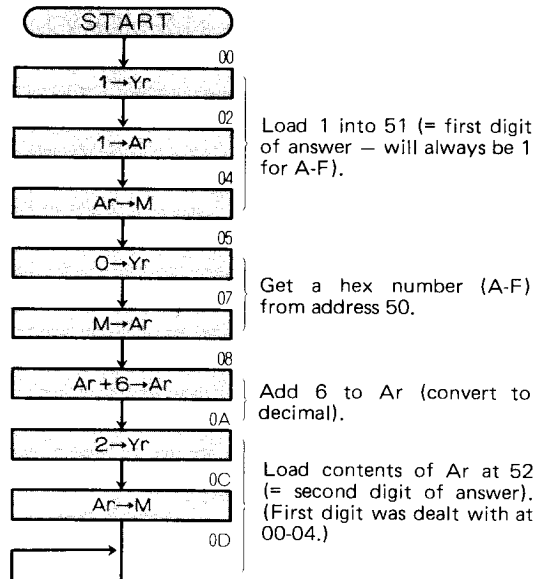 START
00
1→Yr
02
1→Ar
04
Ar→M
Load 1 into 51 (= first digit
of answer — will always be 1
for A-F).
05
0→Yr
07
M→Ar
Get a hex number (A-F)
from address 50.
08
Ar+6→Ar
Add 6 to Ar (convert to
decimal).
0A
2→Yr
0C
Ar→M
0D
Load contents of Ar at 52
(= second digit of answer).
(First digit was dealt with at
00-04.)